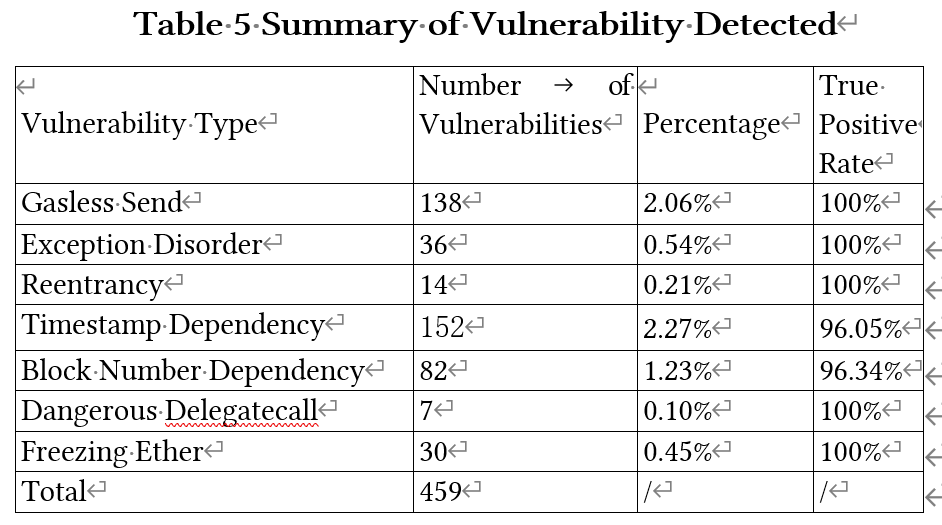 Table 5 Summary of Vulnerability Detected
Vulnerability Type
Number → of
Vulnerabilities
Percentage
True
Positive
Rate
Gasless Send 138 2.06% 100%
Exception Disorder 36 0.54% 100%
Reentrancy 14 0.21% 100%
Timestamp Dependency 152 2.27% 96.05%
Block Number Dependency 82 1.23% 96.34%
Dangerous Delegatecall 7 0.10% 100%
Freezing Ether 30 0.45% 100%
Total 459 / /